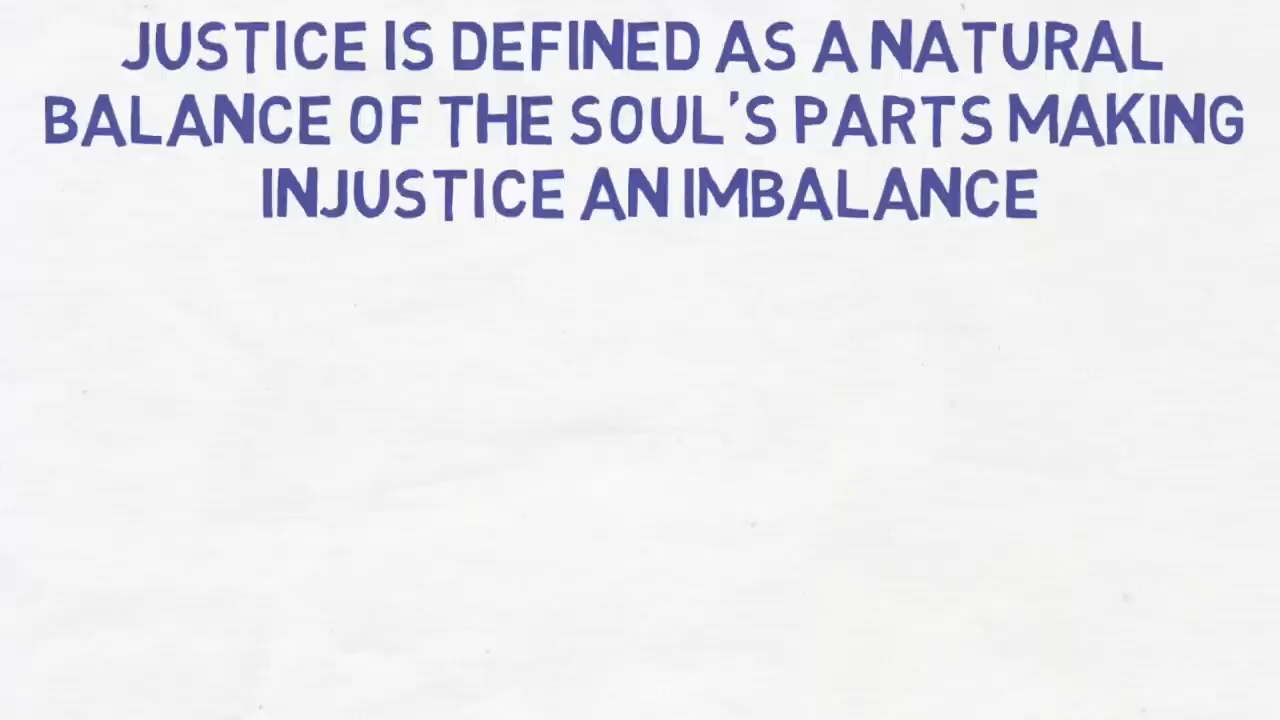 JUSTICE IS DEFINED AS A NATURAL
BALANCE OF THE SOUL'S PARTS MAKING
INJUSTICE AN IMBALANCE